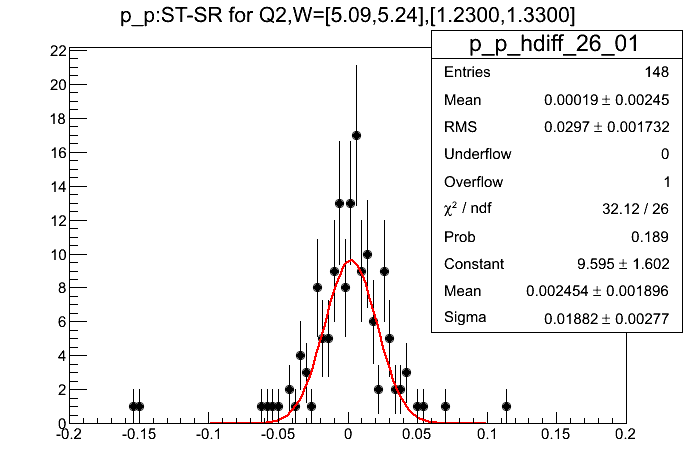 p_p:ST-SR for Q2,W=[5.09,5.24],[1.2300,1.3300]
p_p_hdiff_26_01
Entries 148
Mean 0.00019 ± 0.00245
RMS 0.0297 ± 0.001732
Underflow 0
Overflow 1
χ² / ndf 32.12 / 26
Prob 0.189
Constant 9.595 ± 1.602
Mean 0.002454 ± 0.001896
Sigma 0.01882 ± 0.00277
22
20
18
16
14
12
10
8
6
4
2
0
-0.2 -0.15 -0.1 -0.05 0 0.05 0.1 0.15 0.2